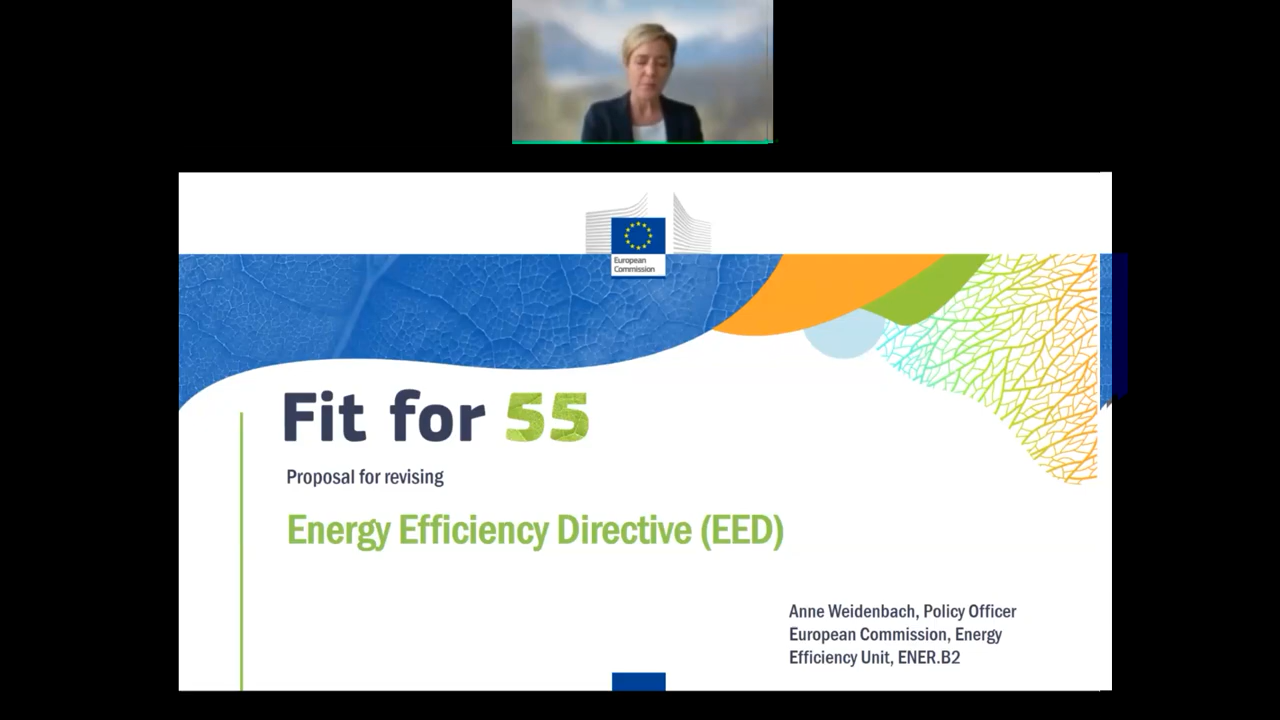 European
Commission
Fit for 55
Proposal for revising
Energy Efficiency Directive (EED)
Anne Weidenbach, Policy Officer
European Commission, Energy
Efficiency Unit, ENER.B2